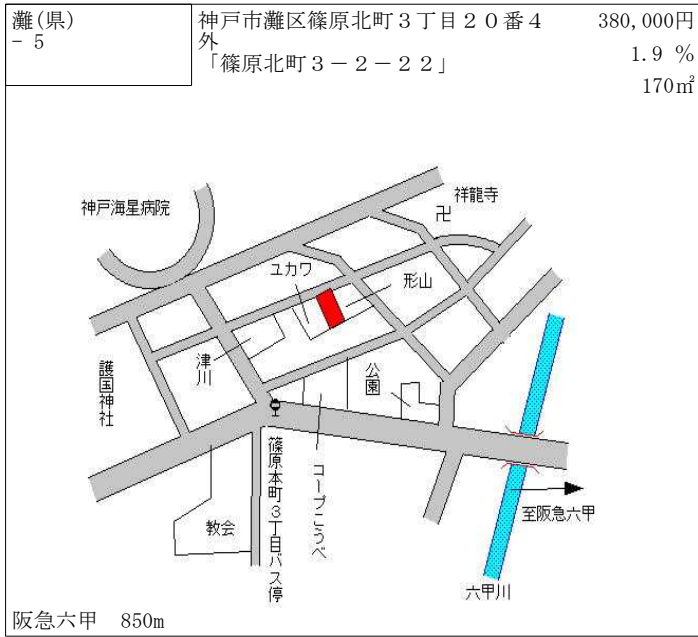 灘(県)
- 5
神戸市灘区篠原北町３丁目２０番４
外
「篠原北町３－２－２２」
380,000円
1.9 %
170㎡
神戸海星病院
祥龍寺
卍
ユカワ
形山
津川
公園
護国神社
篠原本町３丁目バス停
コープこうべ
教会
至阪急六甲
六甲川
阪急六甲 850m